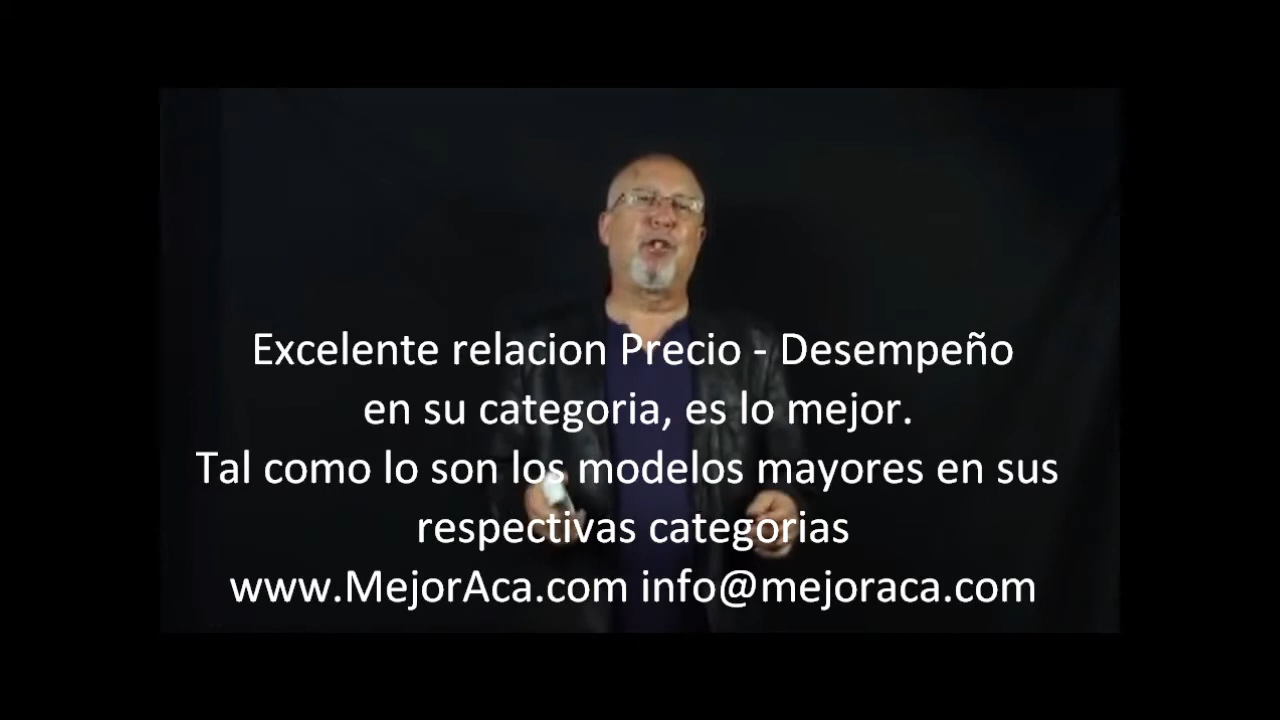 Excelente relacion Precio - Desempeño
en su categoria, es lo mejor.
Tal como lo son los modelos mayores en sus
respectivas categorias
www.MejorAca.com info@mejoraca.com